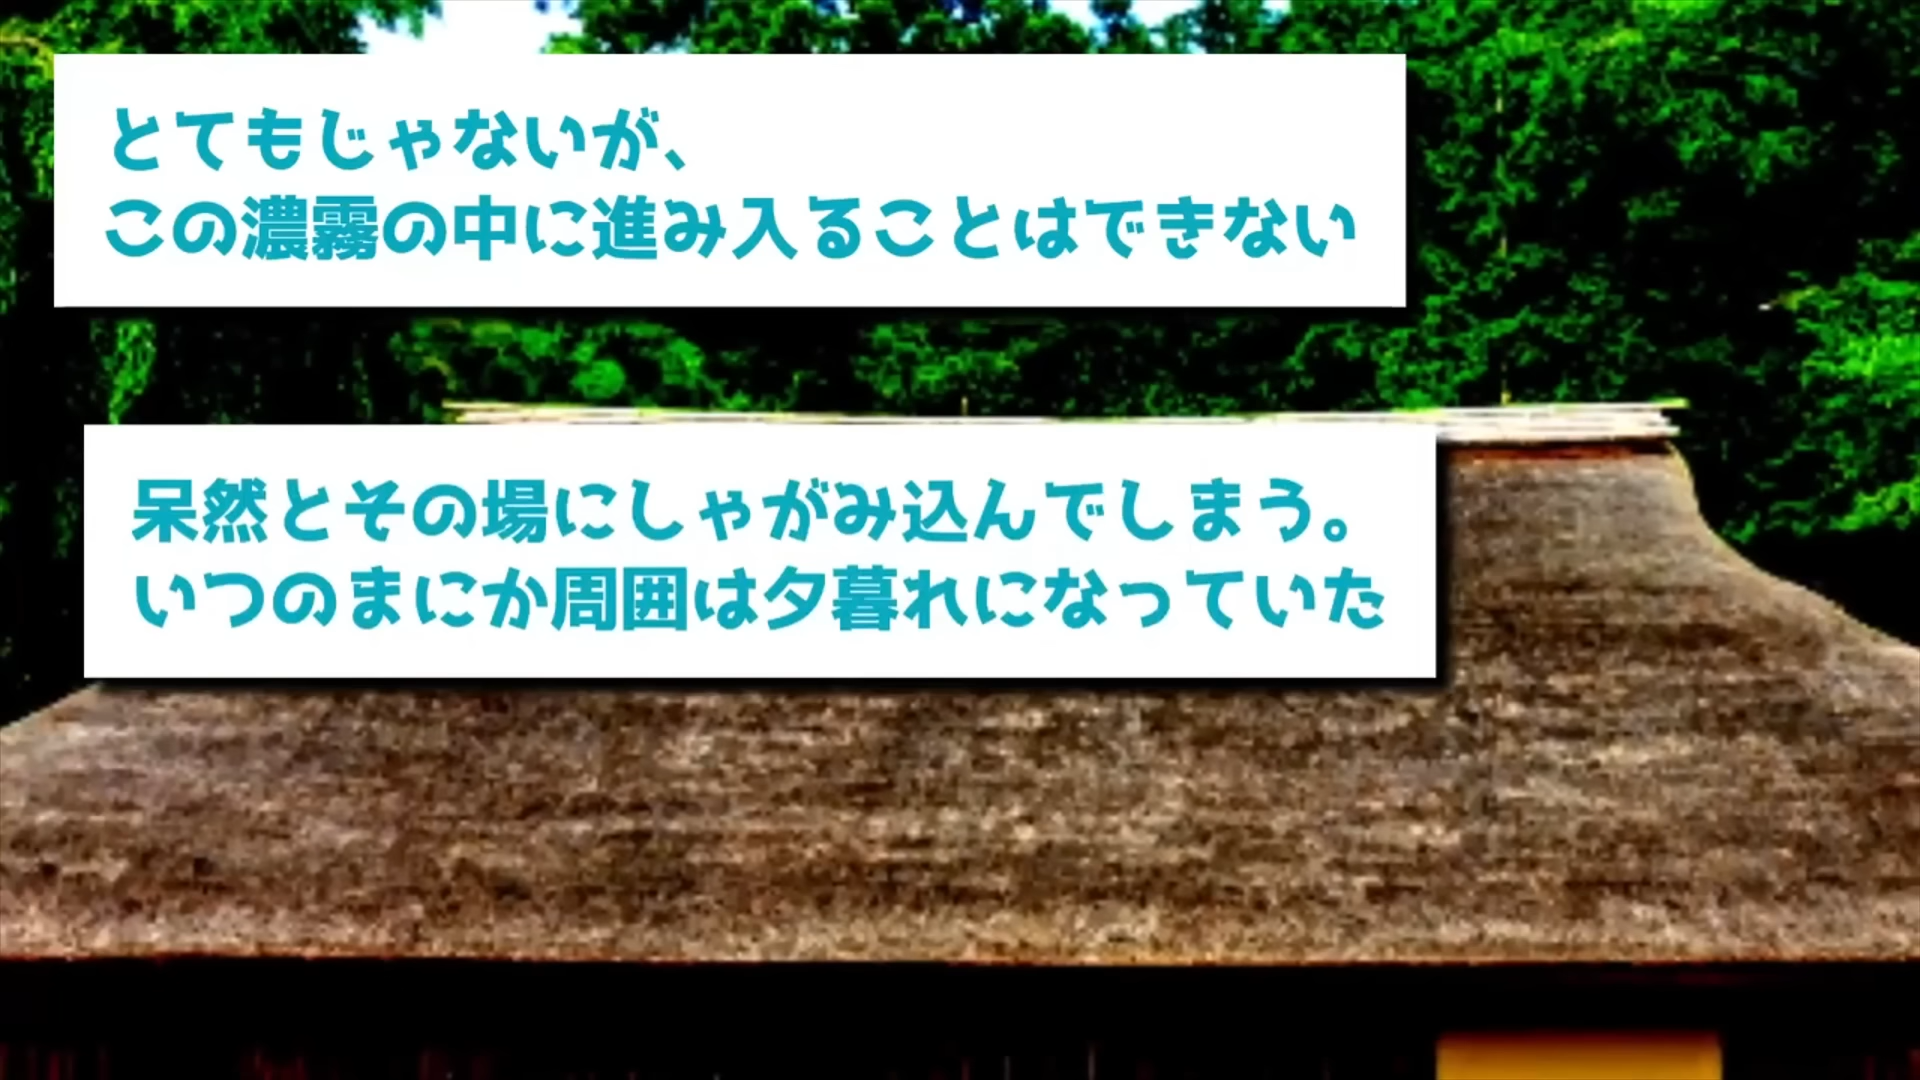 とてもじゃないが、
この濃霧の中に進み入ることはできない
呆然とその場にしゃがみ込んでしまう。
いつのまにか周囲は夕暮れになっていた